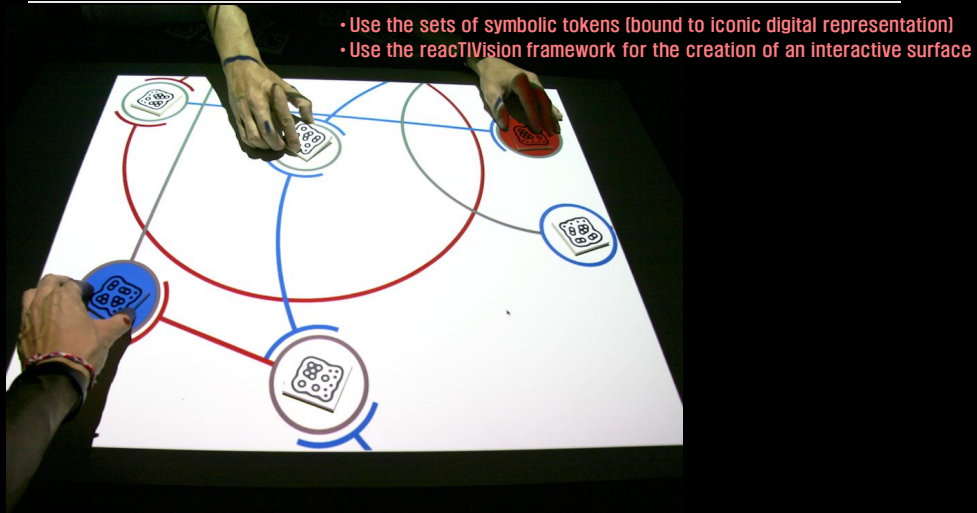 • Use the sets of symbolic tokens (bound to iconic digital representation)
• Use the reacTIVision framework for the creation of an interactive surface